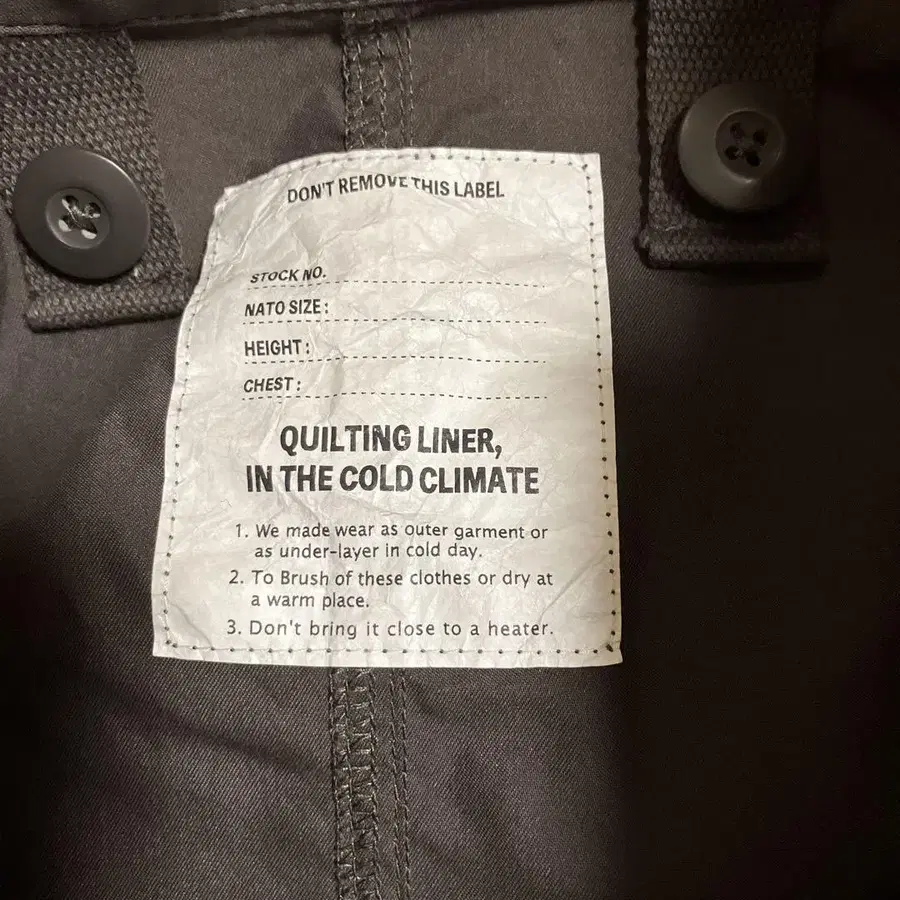 DON'T REMOVE THIS LABEL
STOCK NO.
NATO SIZE :
HEIGHT :
CHEST :
QUILTING LINER,
IN THE COLD CLIMATE
1. We made wear as outer garment or
as under-layer in cold day.
2. To Brush of these clothes or dry at
a warm place.
3. Don't bring it close to a heater.